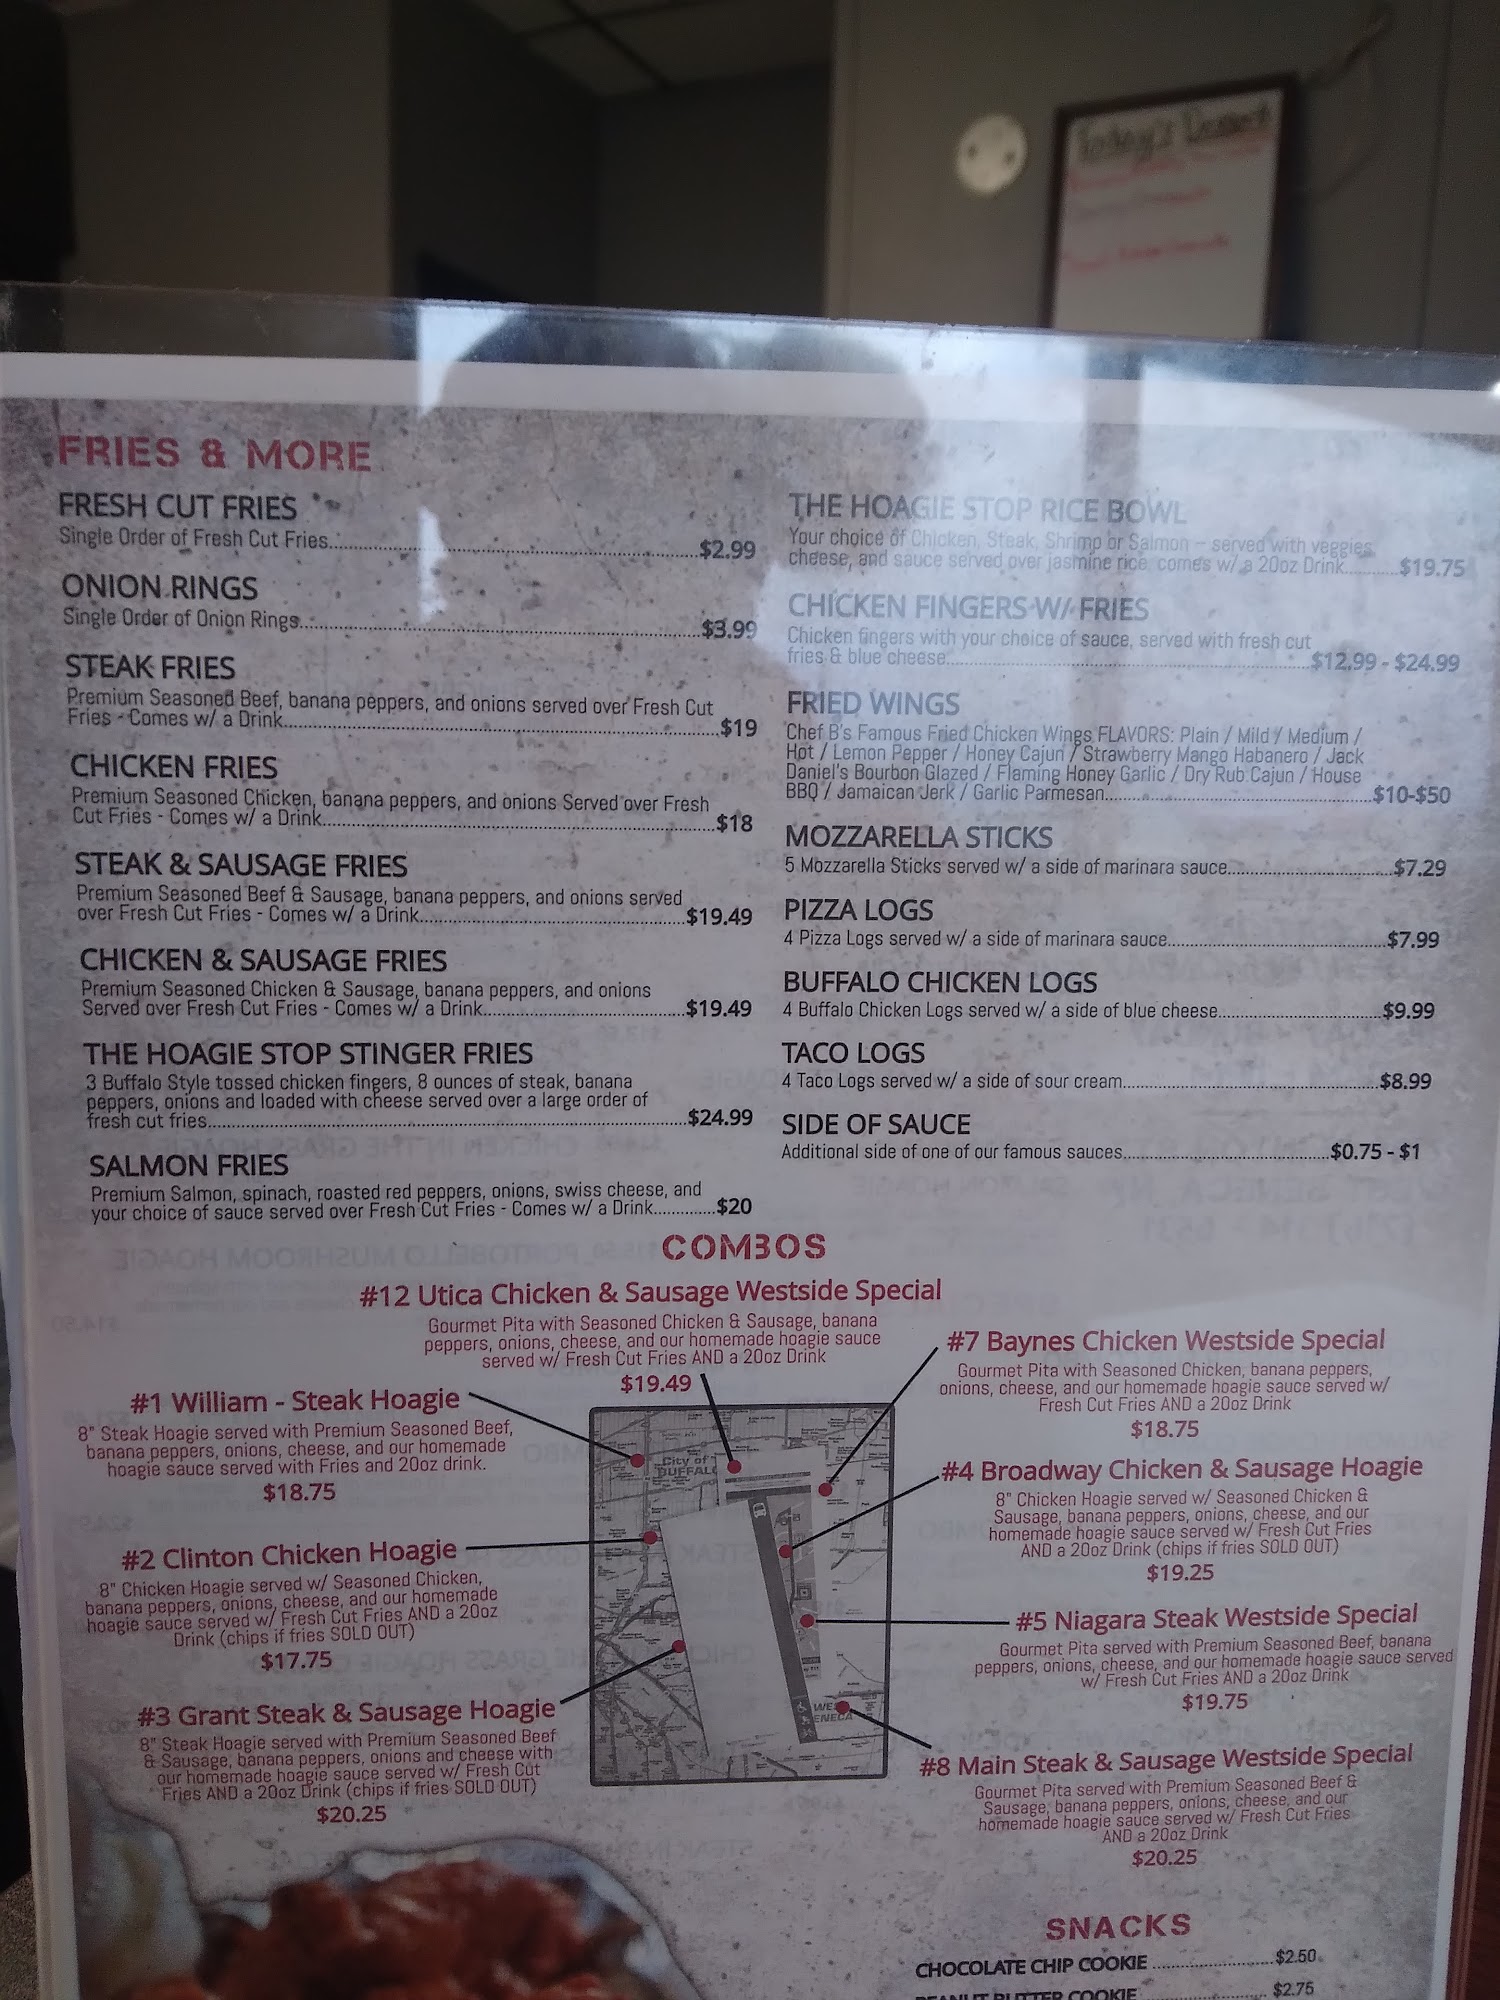 Today's
FRIES & MORE
FRESH CUT FRIES
Single Order of Fresh Cut Fries $2.99
ONION RINGS
Single Order of Onion Rings $3.99
STEAK FRIES
Premium Seasoned Beef, banana peppers, and onions served over Fresh Cut
Fries - Comes w/ a Drink $19
CHICKEN FRIES
Premium Seasoned Chicken, banana peppers, and onions Served over Fresh
Cut Fries - Comes w/ a Drink $18
STEAK & SAUSAGE FRIES
Premium Seasoned Beef & Sausage, banana peppers, and onions served
over Fresh Cut Fries - Comes w/ a Drink $19.49
CHICKEN & SAUSAGE FRIES
Premium Seasoned Chicken & Sausage, banana peppers, and onions
Served over Fresh Cut Fries - Comes w/ a Drink $19.49
THE HOAGIE STOP STINGER FRIES
3 Buffalo Style tossed chicken fingers, 8 ounces of steak, banana
peppers, onions and loaded with cheese served over a large order of
fresh cut fries $24.99
SALMON FRIES
Premium Salmon, spinach, roasted red peppers, onions, swiss cheese, and
your choice of sauce served over Fresh Cut Fries - Comes w/ a Drink $20
THE HOAGIE STOP RICE BOWL
Your choice of Chicken, Steak, Shrimp or Salmon – served with veggies,
cheese, and sauce served over jasmine rice, comes w/ a 20oz Drink $19.75
CHICKEN FINGERS W/ FRIES
Chicken fingers with your choice of sauce, served with fresh cut
fries & blue cheese $12.99 - $24.99
FRIED WINGS
Chef B's Famous Fried Chicken Wings FLAVORS: Plain / Mild / Medium /
Hot / Lemon Pepper / Honey Cajun / Strawberry Mango Habanero / Jack
Daniel's Bourbon Glazed / Flaming Honey Garlic / Dry Rub Cajun / House
BBQ / Jamaican Jerk / Garlic Parmesan $10-$50
MOZZARELLA STICKS
5 Mozzarella Sticks served w/ a side of marinara sauce $7.29
PIZZA LOGS
4 Pizza Logs served w/ a side of marinara sauce $7.99
BUFFALO CHICKEN LOGS
4 Buffalo Chicken Logs served w/ a side of blue cheese $9.99
TACO LOGS
4 Taco Logs served w/ a side of sour cream $8.99
SIDE OF SAUCE
Additional side of one of our famous sauces $0.75 - $1
COMBOS
#12 Utica Chicken & Sausage Westside Special
Gourmet Pita with Seasoned Chicken & Sausage, banana
peppers, onions, cheese, and our homemade hoagie sauce
served w/ Fresh Cut Fries AND a 20oz Drink
$19.49
#1 William - Steak Hoagie
8" Steak Hoagie served with Premium Seasoned Beef,
banana peppers, onions, cheese, and our homemade
hoagie sauce served with Fries and 20oz drink.
$18.75
#2 Clinton Chicken Hoagie
8" Chicken Hoagie served w/ Seasoned Chicken,
banana peppers, onions, cheese, and our homemade
hoagie sauce served w/ Fresh Cut Fries AND a 20oz
Drink (chips if fries SOLD OUT)
$17.75
#3 Grant Steak & Sausage Hoagie
8" Steak Hoagie served with Premium Seasoned Beef
& Sausage, banana peppers, onions and cheese with
our homemade hoagie sauce served w/ Fresh Cut
Fries AND a 20oz Drink (chips if fries SOLD OUT)
$20.25
City of
BUFFALO
WEST
SENECA
#7 Baynes Chicken Westside Special
Gourmet Pita with Seasoned Chicken, banana peppers,
onions, cheese, and our homemade hoagie sauce served w/
Fresh Cut Fries AND a 20oz Drink
$18.75
#4 Broadway Chicken & Sausage Hoagie
8" Chicken Hoagie served w/ Seasoned Chicken &
Sausage, banana peppers, onions, cheese, and our
homemade hoagie sauce served w/ Fresh Cut Fries
AND a 20oz Drink (chips if fries SOLD OUT)
$19.25
#5 Niagara Steak Westside Special
Gourmet Pita served with Premium Seasoned Beef, banana
peppers, onions, cheese, and our homemade hoagie sauce served
w/ Fresh Cut Fries AND a 20oz Drink
$19.75
#8 Main Steak & Sausage Westside Special
Gourmet Pita served with Premium Seasoned Beef &
Sausage, banana peppers, onions, cheese, and our
homemade hoagie sauce served w/ Fresh Cut Fries
AND a 20oz Drink
$20.25
SNACKS
CHOCOLATE CHIP COOKIE $2.50
PEANUT BUTTER COOKIE $2.75